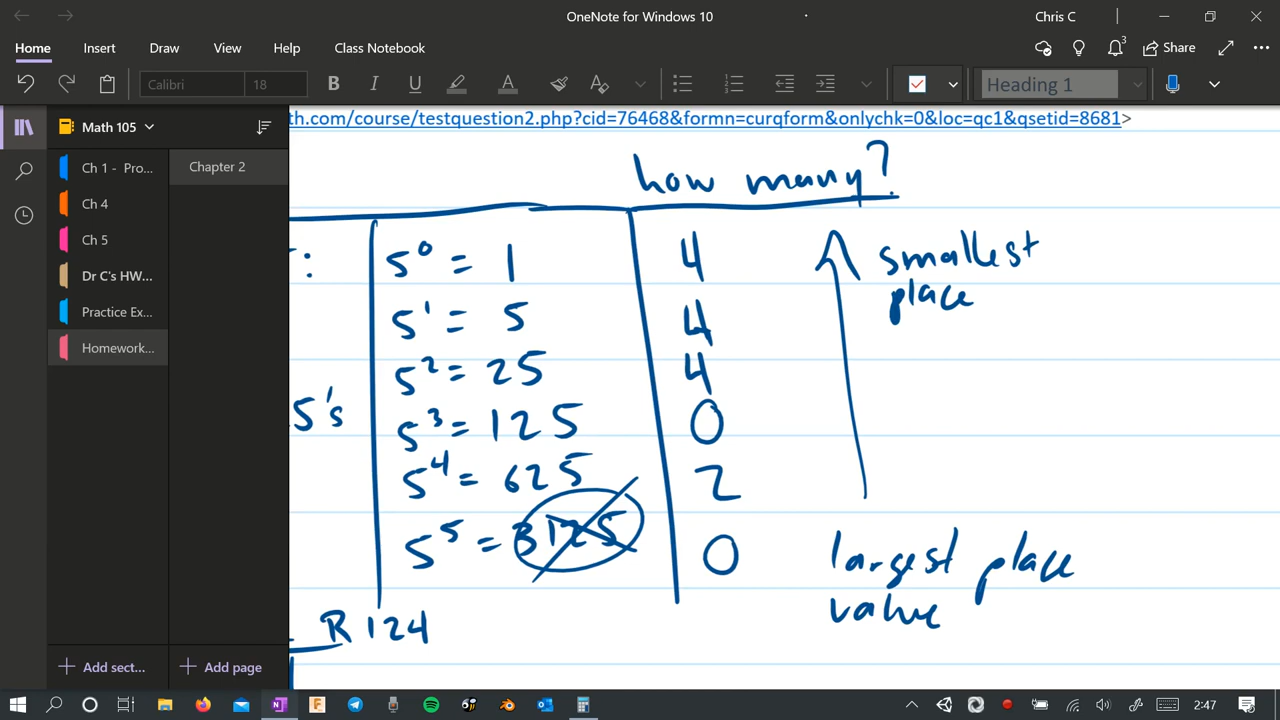 OneNote for Windows 10
Chris C
Home Insert Draw View Help Class Notebook
3
Share
Calibri 18 B I U A Heading 1
Math 105
th.com/course/testquestion2.php?cid=76468&formn=curqform&onlychk=0&loc=qc1&qsetid=8681>
Ch 1 - Pro...
Ch 4
Ch 5
Dr C's HW...
Practice Ex...
Homework...
Chapter 2
how many?
: 5⁰ = 1 4
5¹ = 5 4
5² = 25 4
5's 5³ = 125 0
5⁴ = 625 2
5⁵ = 3125 0
smallest
place
largest place
value
R 124
Add sect...
Add page
2:47